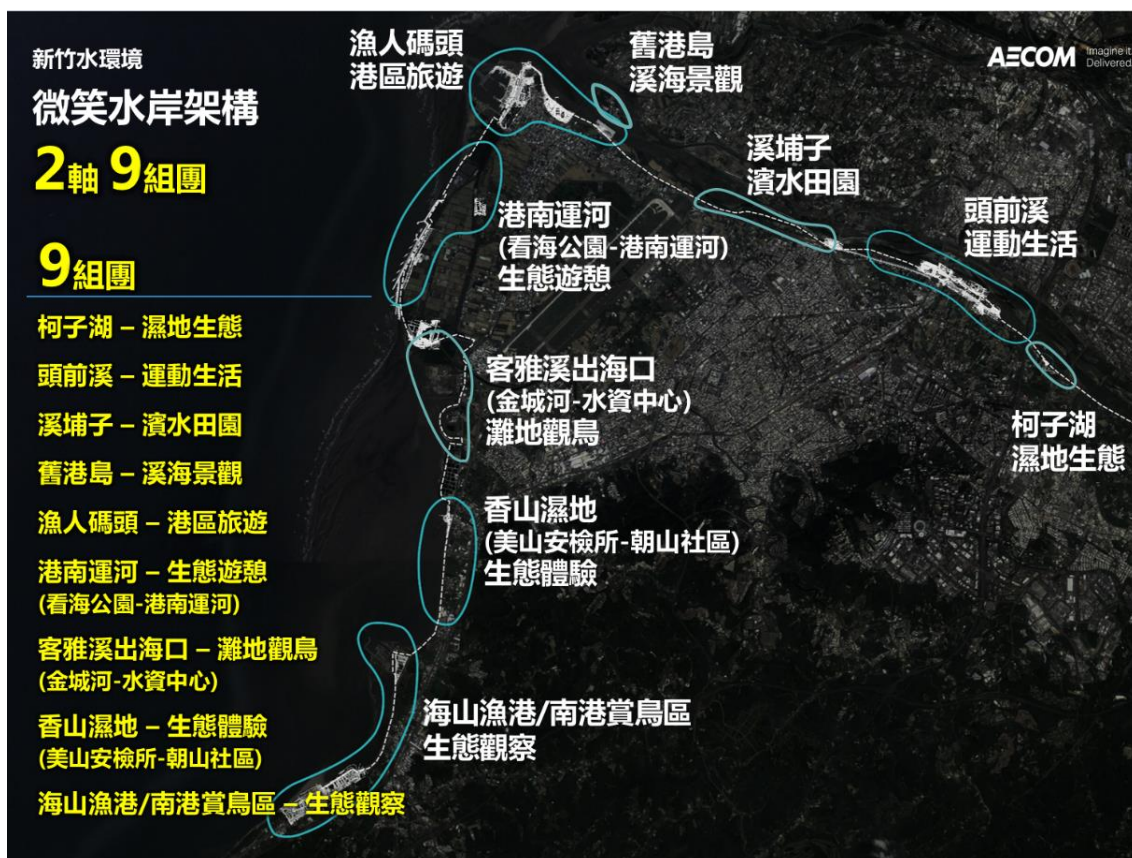 新竹水環境
微笑水岸架構
2軸 9組團
9組團
柯子湖 – 濕地生態
頭前溪 – 運動生活
溪埔子 – 濱水田園
舊港島 – 溪海景觀
漁人碼頭 – 港區旅遊
港南運河 – 生態遊憩
(看海公園-港南運河)
客雅溪出海口 – 灘地觀鳥
(金城河-水資中心)
香山濕地 – 生態體驗
(美山安檢所-朝山社區)
海山漁港/南港賞鳥區 – 生態觀察
漁人碼頭
港區旅遊
舊港島
溪海景觀
AECOM Imagine it.
Delivered.
溪埔子
濱水田園
頭前溪
運動生活
港南運河
(看海公園-港南運河)
生態遊憩
客雅溪出海口
(金城河-水資中心)
灘地觀鳥
柯子湖
濕地生態
香山濕地
(美山安檢所-朝山社區)
生態體驗
海山漁港/南港賞鳥區
生態觀察